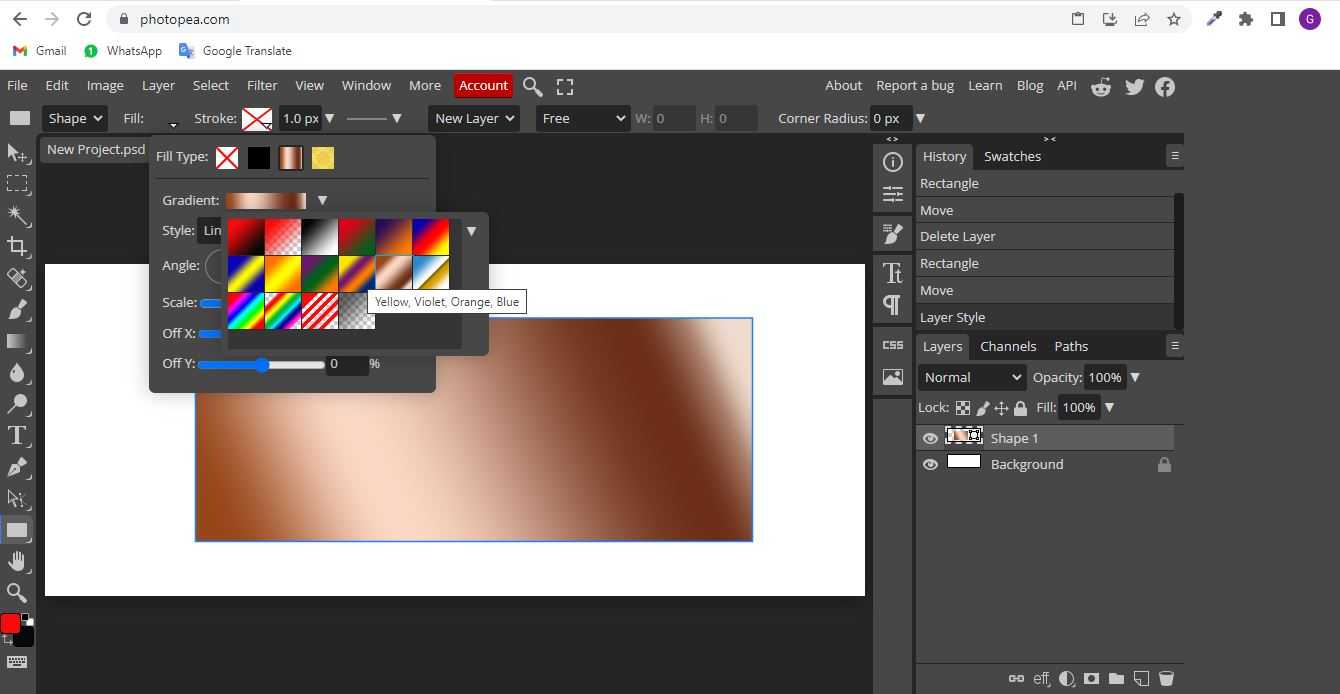 photopea.com
G
Gmail
WhatsApp
Google Translate
File Edit Image Layer Select Filter View Window More Account
About Report a bug Learn Blog API
Shape Fill: Stroke: 1.0 px New Layer Free W: 0 H: 0 Corner Radius: 0 px
New Project.psd
Fill Type:
Gradient:
Style: Lin
Angle:
Scale:
Off X:
Off Y: 0 %
Yellow, Violet, Orange, Blue
< >
> <
CSS
History Swatches
Rectangle
Move
Delete Layer
Rectangle
Move
Layer Style
Layers Channels Paths
Normal Opacity: 100%
Lock: Fill: 100%
Shape 1
Background
eff